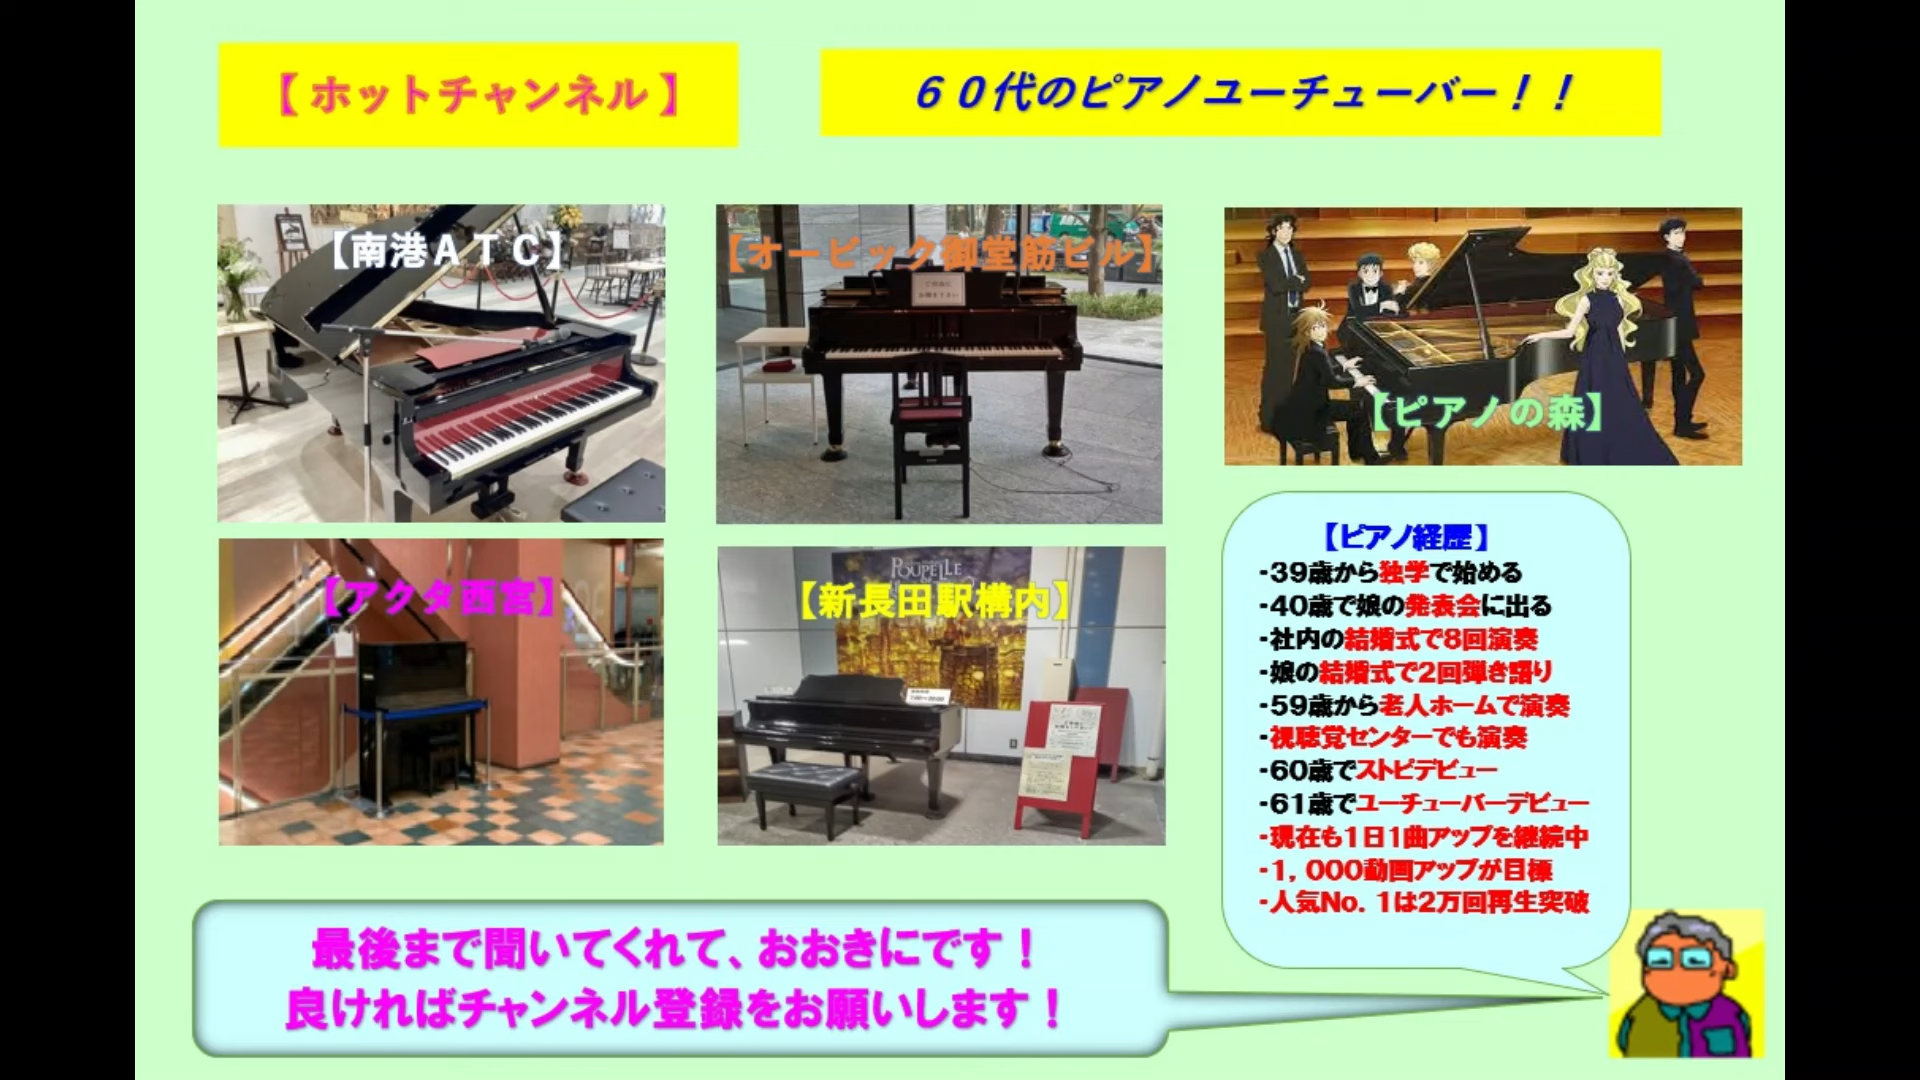 【ホットチャンネル】
６０代のピアノユーチューバー！！
【南港ＡＴＣ】
【オービック御堂筋ビル】
【ピアノの森】
【アクタ西宮】
POUPELLE
【新長田駅構内】
【ピアノ経歴】
・39歳から独学で始める
・40歳で娘の発表会に出る
・社内の結婚式で8回演奏
・娘の結婚式で2回弾き語り
・59歳から老人ホームで演奏
・視聴覚センターでも演奏
・60歳でストピデビュー
・61歳でユーチューバーデビュー
・現在も1日1曲アップを継続中
・1，000動画アップが目標
・人気No．1は2万回再生突破
最後まで聞いてくれて、おおきにです！
良ければチャンネル登録をお願いします！